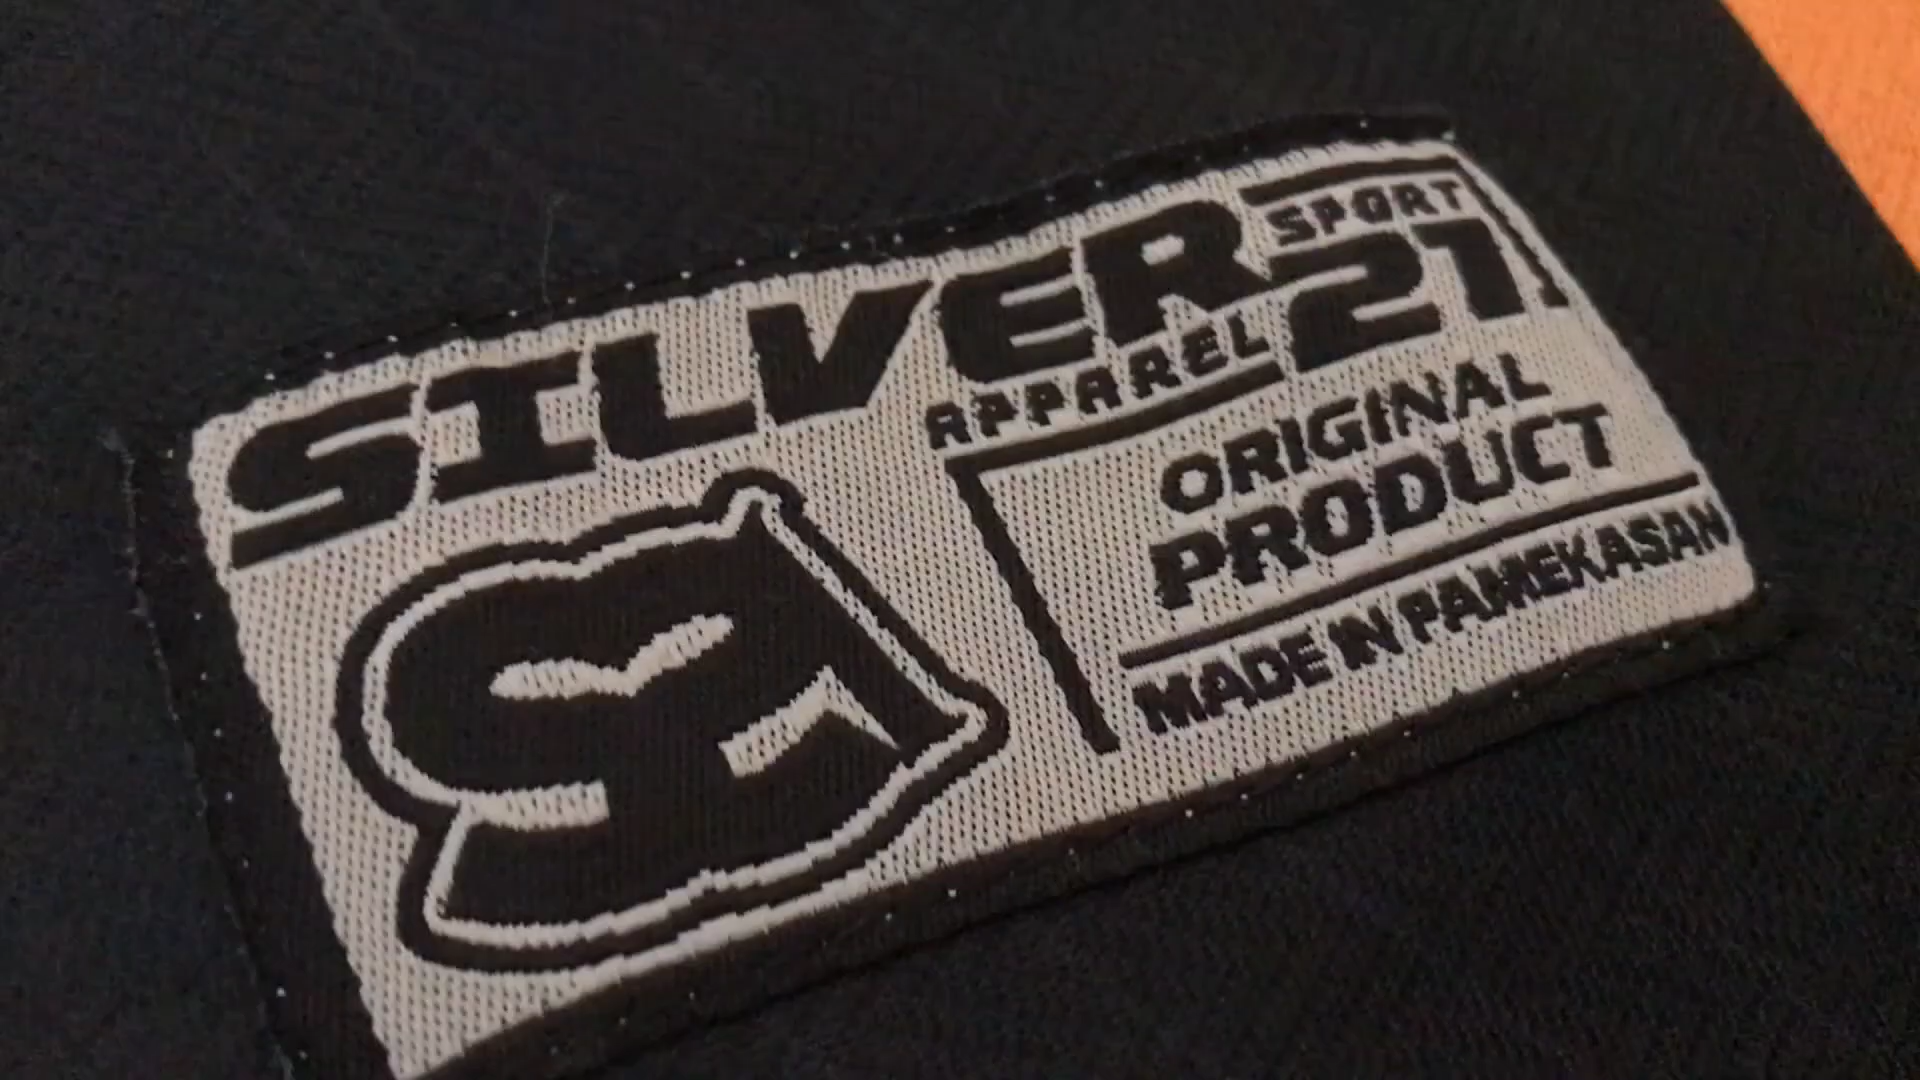 SILVER
SPORT
21
APPAREL
ORIGINAL
PRODUCT
MADE IN PAMEKASAN